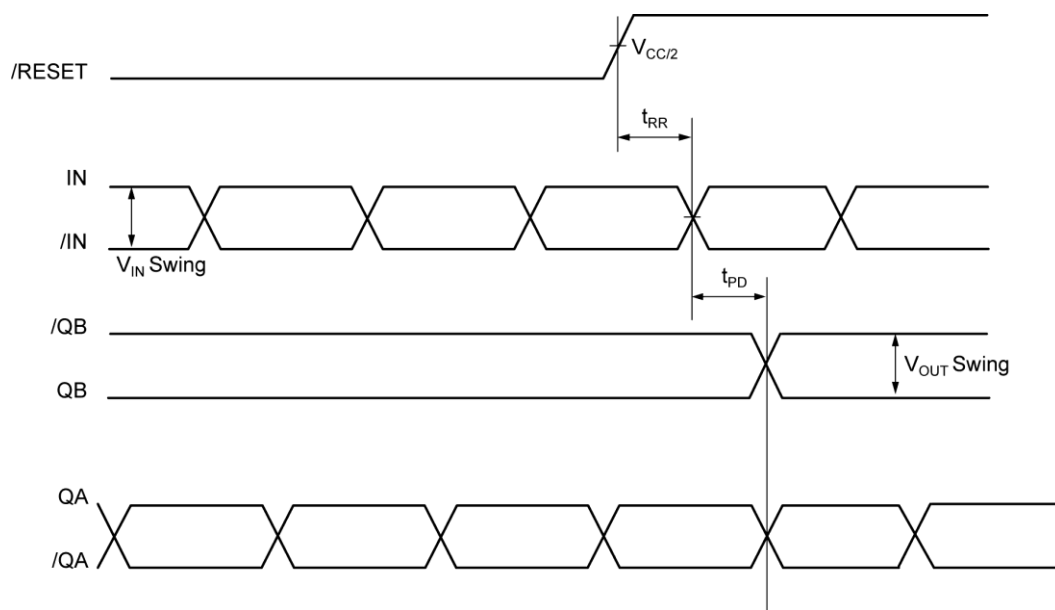 /RESET
VCC/2
tRR
IN
/IN
VIN Swing
tPD
/QB
QB
VOUT Swing
QA
/QA